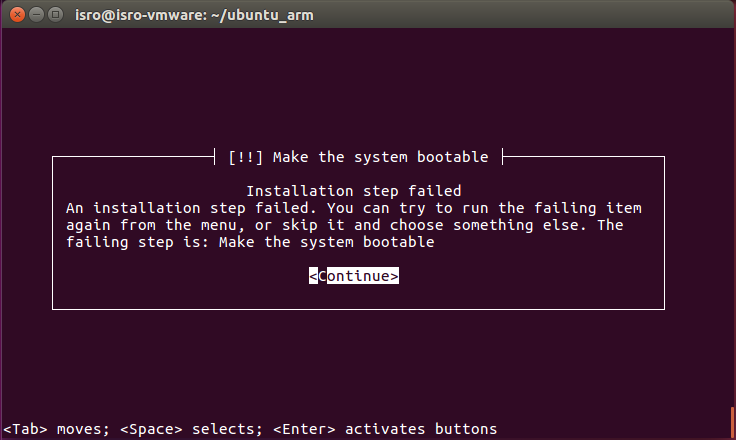 isro@isro-vmware: ~/ubuntu_arm
[!!] Make the system bootable
Installation step failed
An installation step failed. You can try to run the failing item
again from the menu, or skip it and choose something else. The
failing step is: Make the system bootable
<Continue>
<Tab> moves; <Space> selects; <Enter> activates buttons